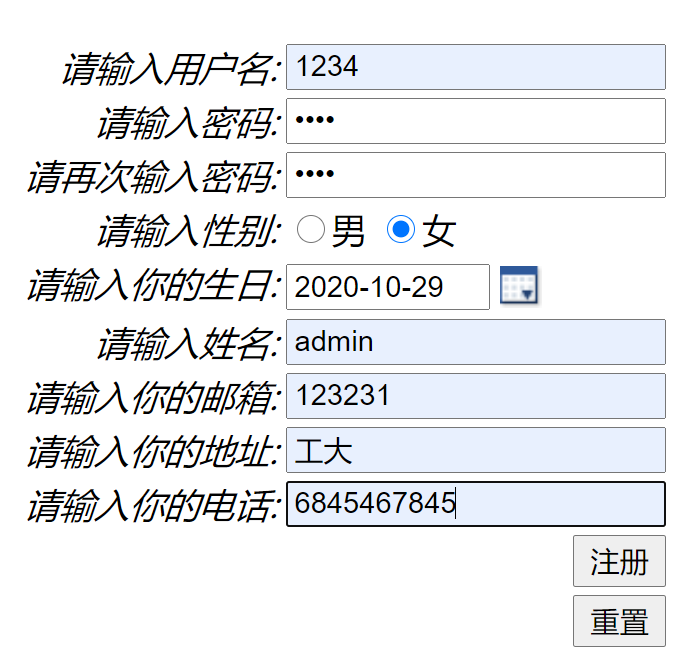 请输入用户名: 1234
请输入密码: ••••
请再次输入密码: ••••
请输入性别: 男 女
请输入你的生日: 2020-10-29
请输入姓名: admin
请输入你的邮箱: 123231
请输入你的地址: 工大
请输入你的电话: 6845467845
注册
重置